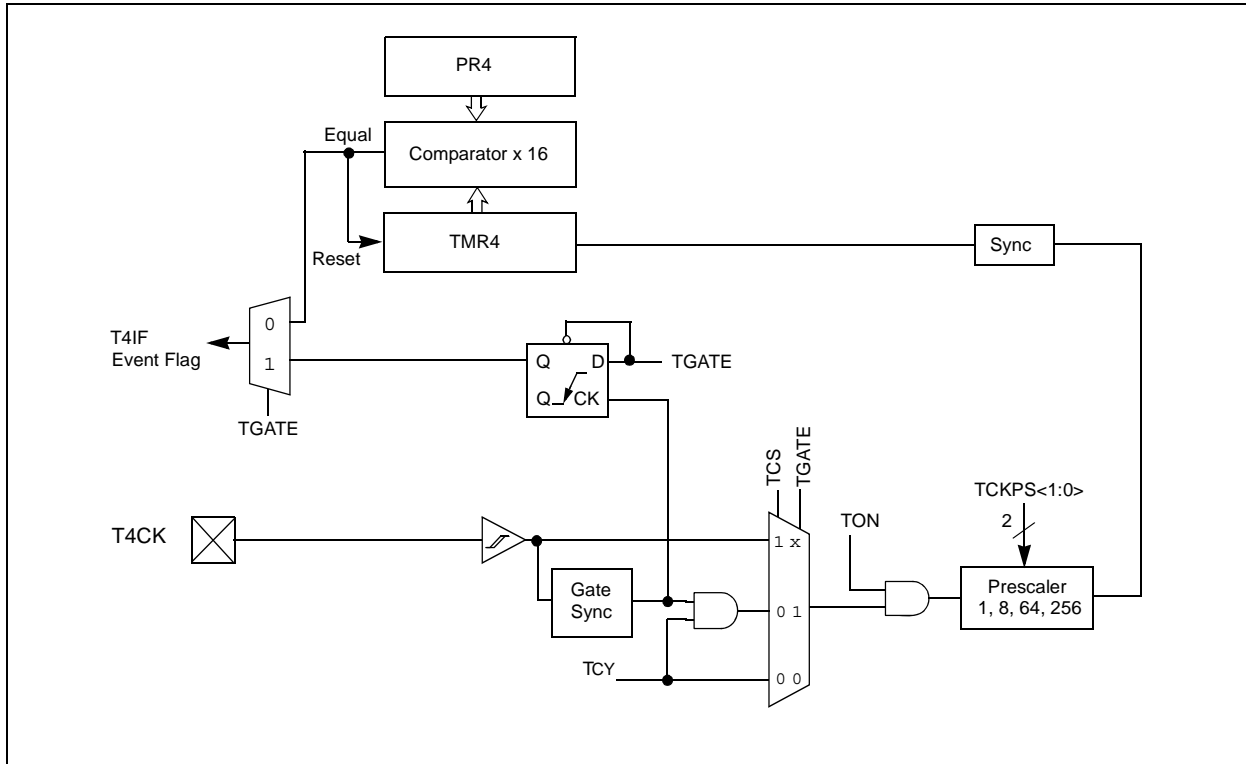 PR4
Equal
Comparator x 16
TMR4
Reset
Sync
0
T4IF
Event Flag
1
TGATE
Q
D
TGATE
Q
CK
TCS
TGATE
TCKPS<1:0>
2
TON
T4CK
1 x
Gate
Sync
0 1
Prescaler
1, 8, 64, 256
TCY
0 0